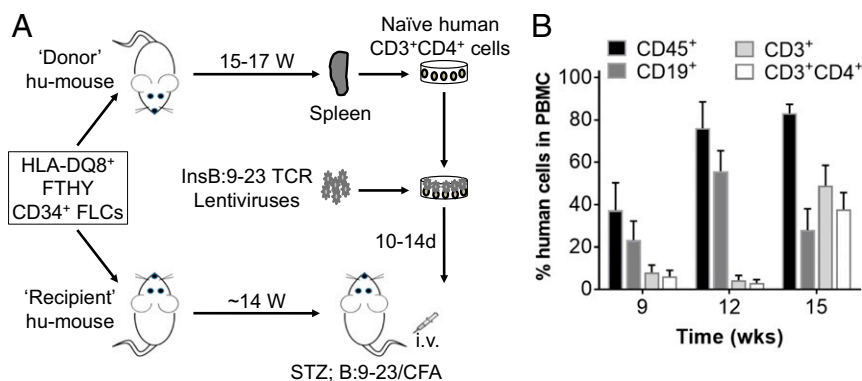 A
'Donor'
hu-mouse
15-17 W
Spleen
Naïve human
CD3⁺CD4⁺ cells
HLA-DQ8⁺
FTHY
CD34⁺ FLCs
InsB:9-23 TCR
Lentiviruses
10-14d
'Recipient'
hu-mouse
~14 W
i.v.
STZ; B:9-23/CFA
B
CD45⁺
CD3⁺
CD19⁺
CD3⁺CD4⁺
% human cells in PBMC
100
80
60
40
20
0
9
12
15
Time (wks)